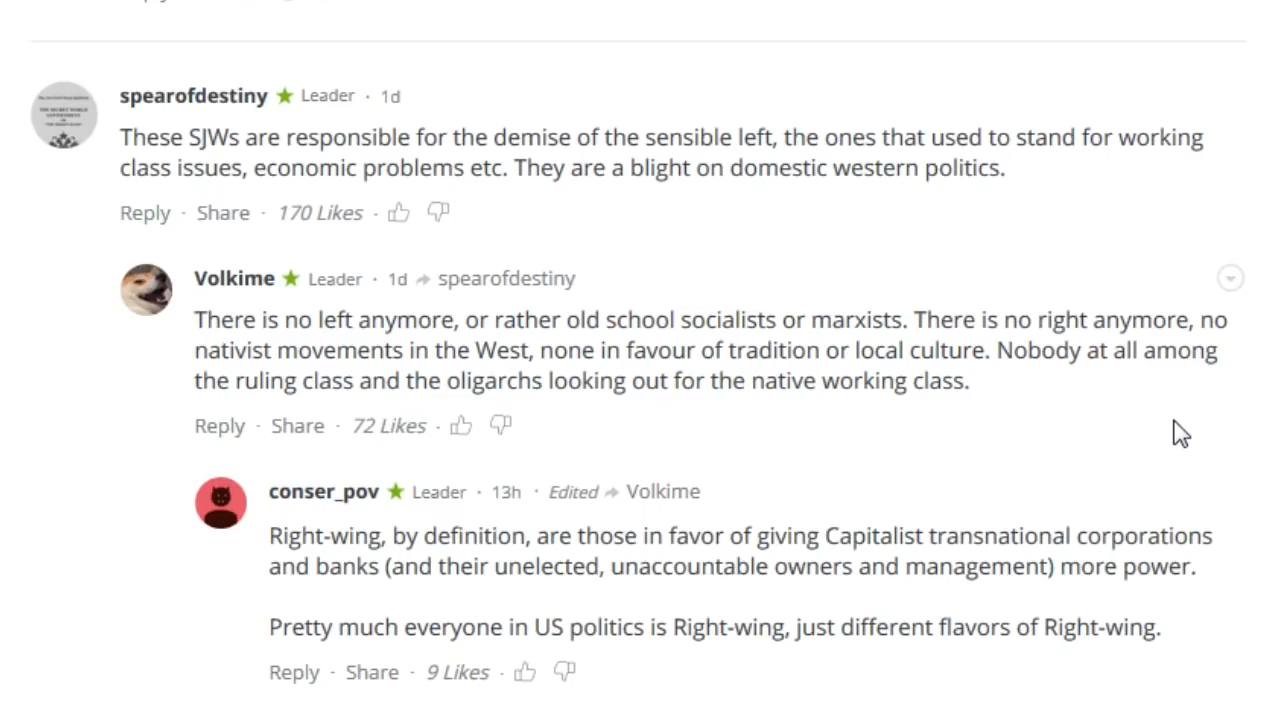 spearofdestiny ★ Leader · 1d
These SJWs are responsible for the demise of the sensible left, the ones that used to stand for working
class issues, economic problems etc. They are a blight on domestic western politics.
Reply · Share · 170 Likes ·
Volkime ★ Leader · 1d spearofdestiny
There is no left anymore, or rather old school socialists or marxists. There is no right anymore, no
nativist movements in the West, none in favour of tradition or local culture. Nobody at all among
the ruling class and the oligarchs looking out for the native working class.
Reply · Share · 72 Likes ·
conser_pov ★ Leader · 13h · Edited Volkime
Right-wing, by definition, are those in favor of giving Capitalist transnational corporations
and banks (and their unelected, unaccountable owners and management) more power.
Pretty much everyone in US politics is Right-wing, just different flavors of Right-wing.
Reply · Share · 9 Likes ·